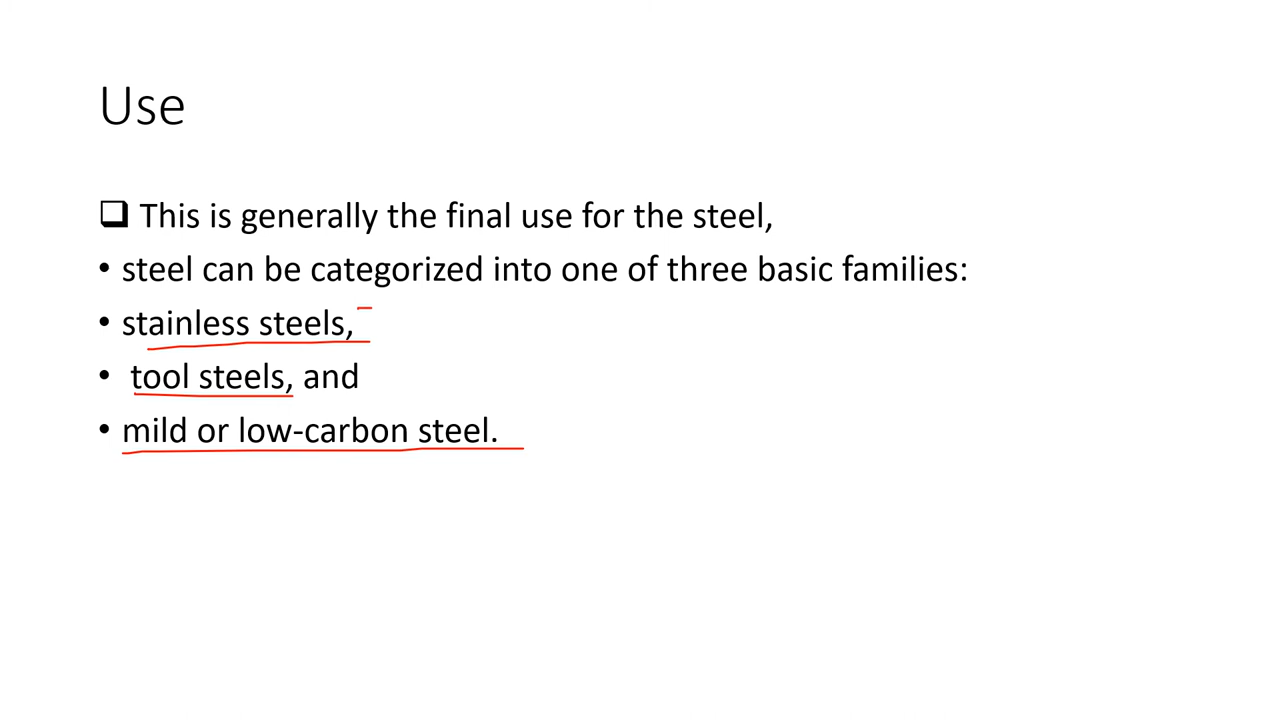 Use
❑ This is generally the final use for the steel,
• steel can be categorized into one of three basic families:
• stainless steels,
• tool steels, and
• mild or low-carbon steel.